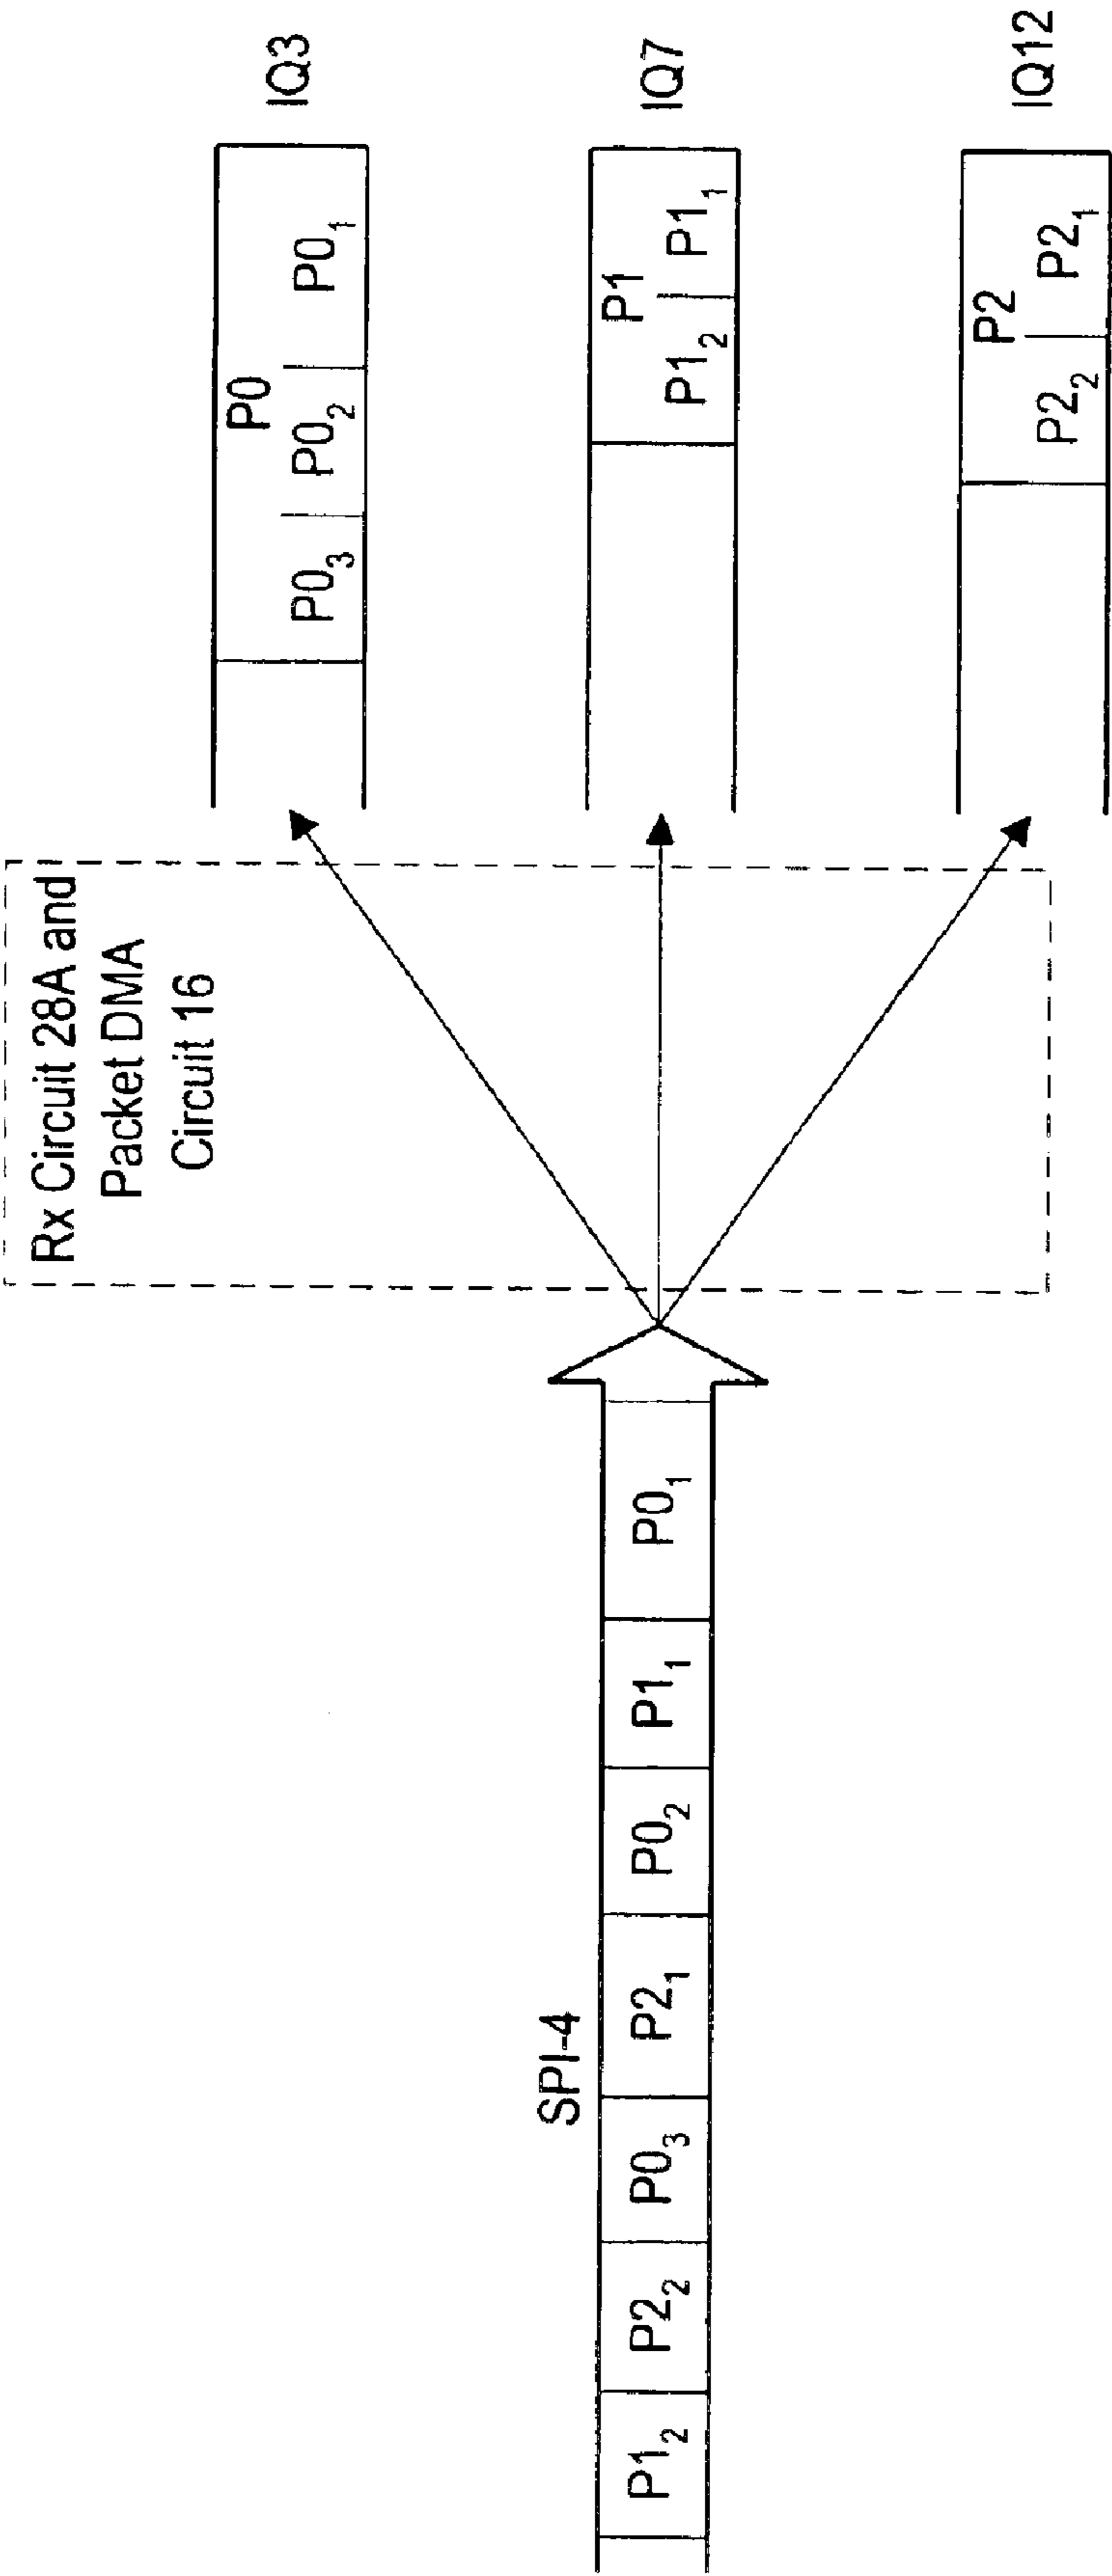 Rx Circuit 28A and
Packet DMA
Circuit 16
SPI-4
P1₂ P2₂ P0₃ P2₁ P0₂ P1₁ P0₁
P0
P0₃ P0₂ P0₁
IQ3
P1
P1₂ P1₁
IQ7
P2
P2₂ P2₁
IQ12